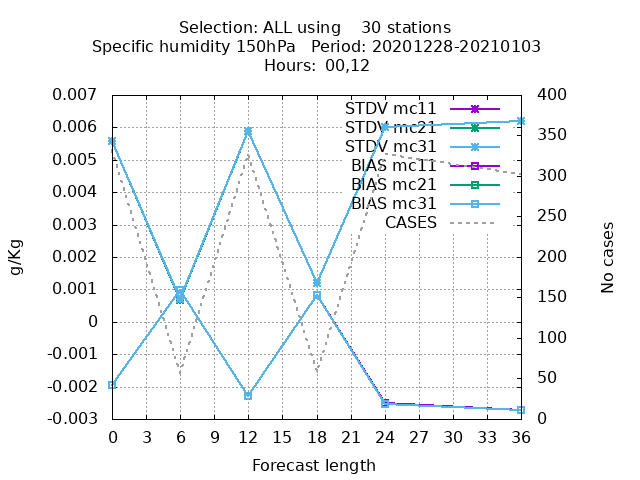 Selection: ALL using    30 stations
Specific humidity 150hPa   Period: 20201228-20210103
Hours: 00,12
0.007
0.006
0.005
0.004
0.003
0.002
0.001
0
-0.001
-0.002
-0.003
g/Kg
STDV mc11
STDV mc21
STDV mc31
BIAS mc11
BIAS mc21
BIAS mc31
CASES
400
350
300
250
200
150
100
50
0
No cases
0 3 6 9 12 15 18 21 24 27 30 33 36
Forecast length